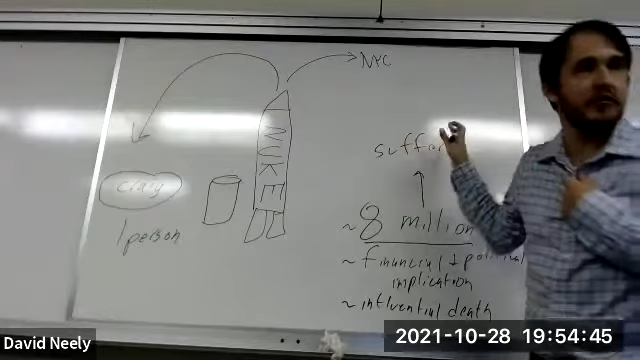 NYC
NUKE
suffer
crazy
1 person
~ 8 million
~ financial + political
implication
~ influential death
David Neely
2021-10-28 19:54:45